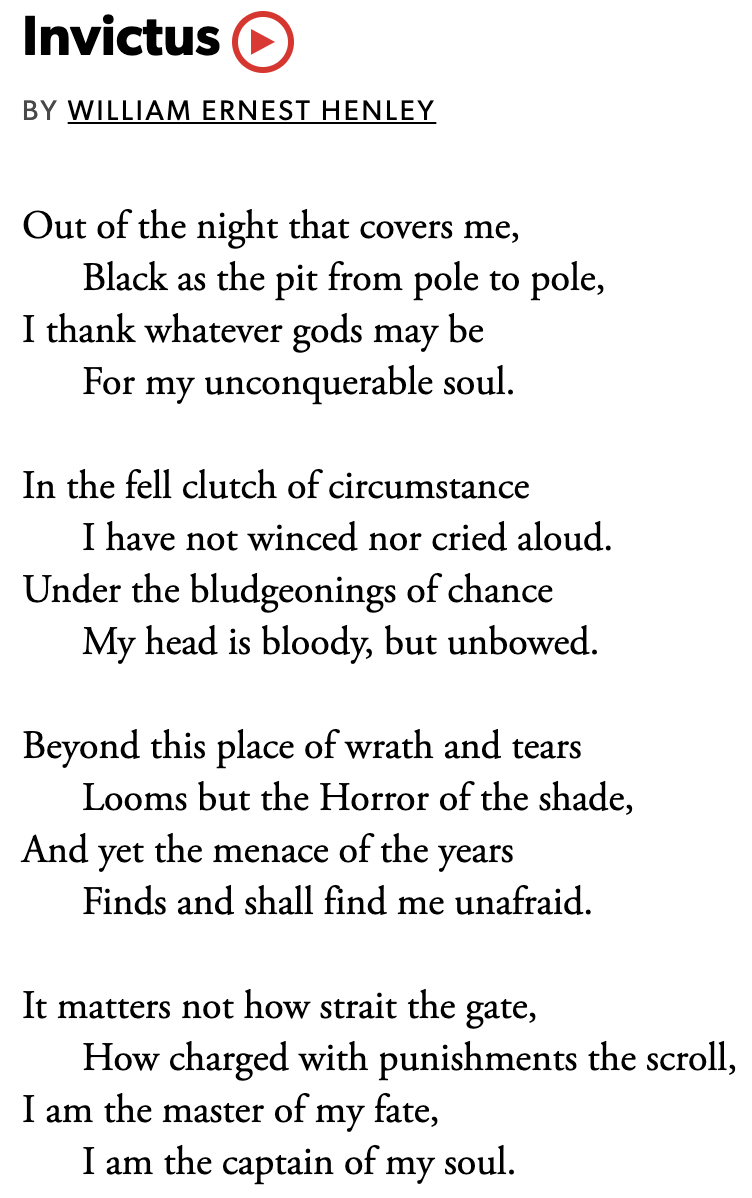 Invictus
BY WILLIAM ERNEST HENLEY
Out of the night that covers me,
Black as the pit from pole to pole,
I thank whatever gods may be
For my unconquerable soul.
In the fell clutch of circumstance
I have not winced nor cried aloud.
Under the bludgeonings of chance
My head is bloody, but unbowed.
Beyond this place of wrath and tears
Looms but the Horror of the shade,
And yet the menace of the years
Finds and shall find me unafraid.
It matters not how strait the gate,
How charged with punishments the scroll,
I am the master of my fate,
I am the captain of my soul.